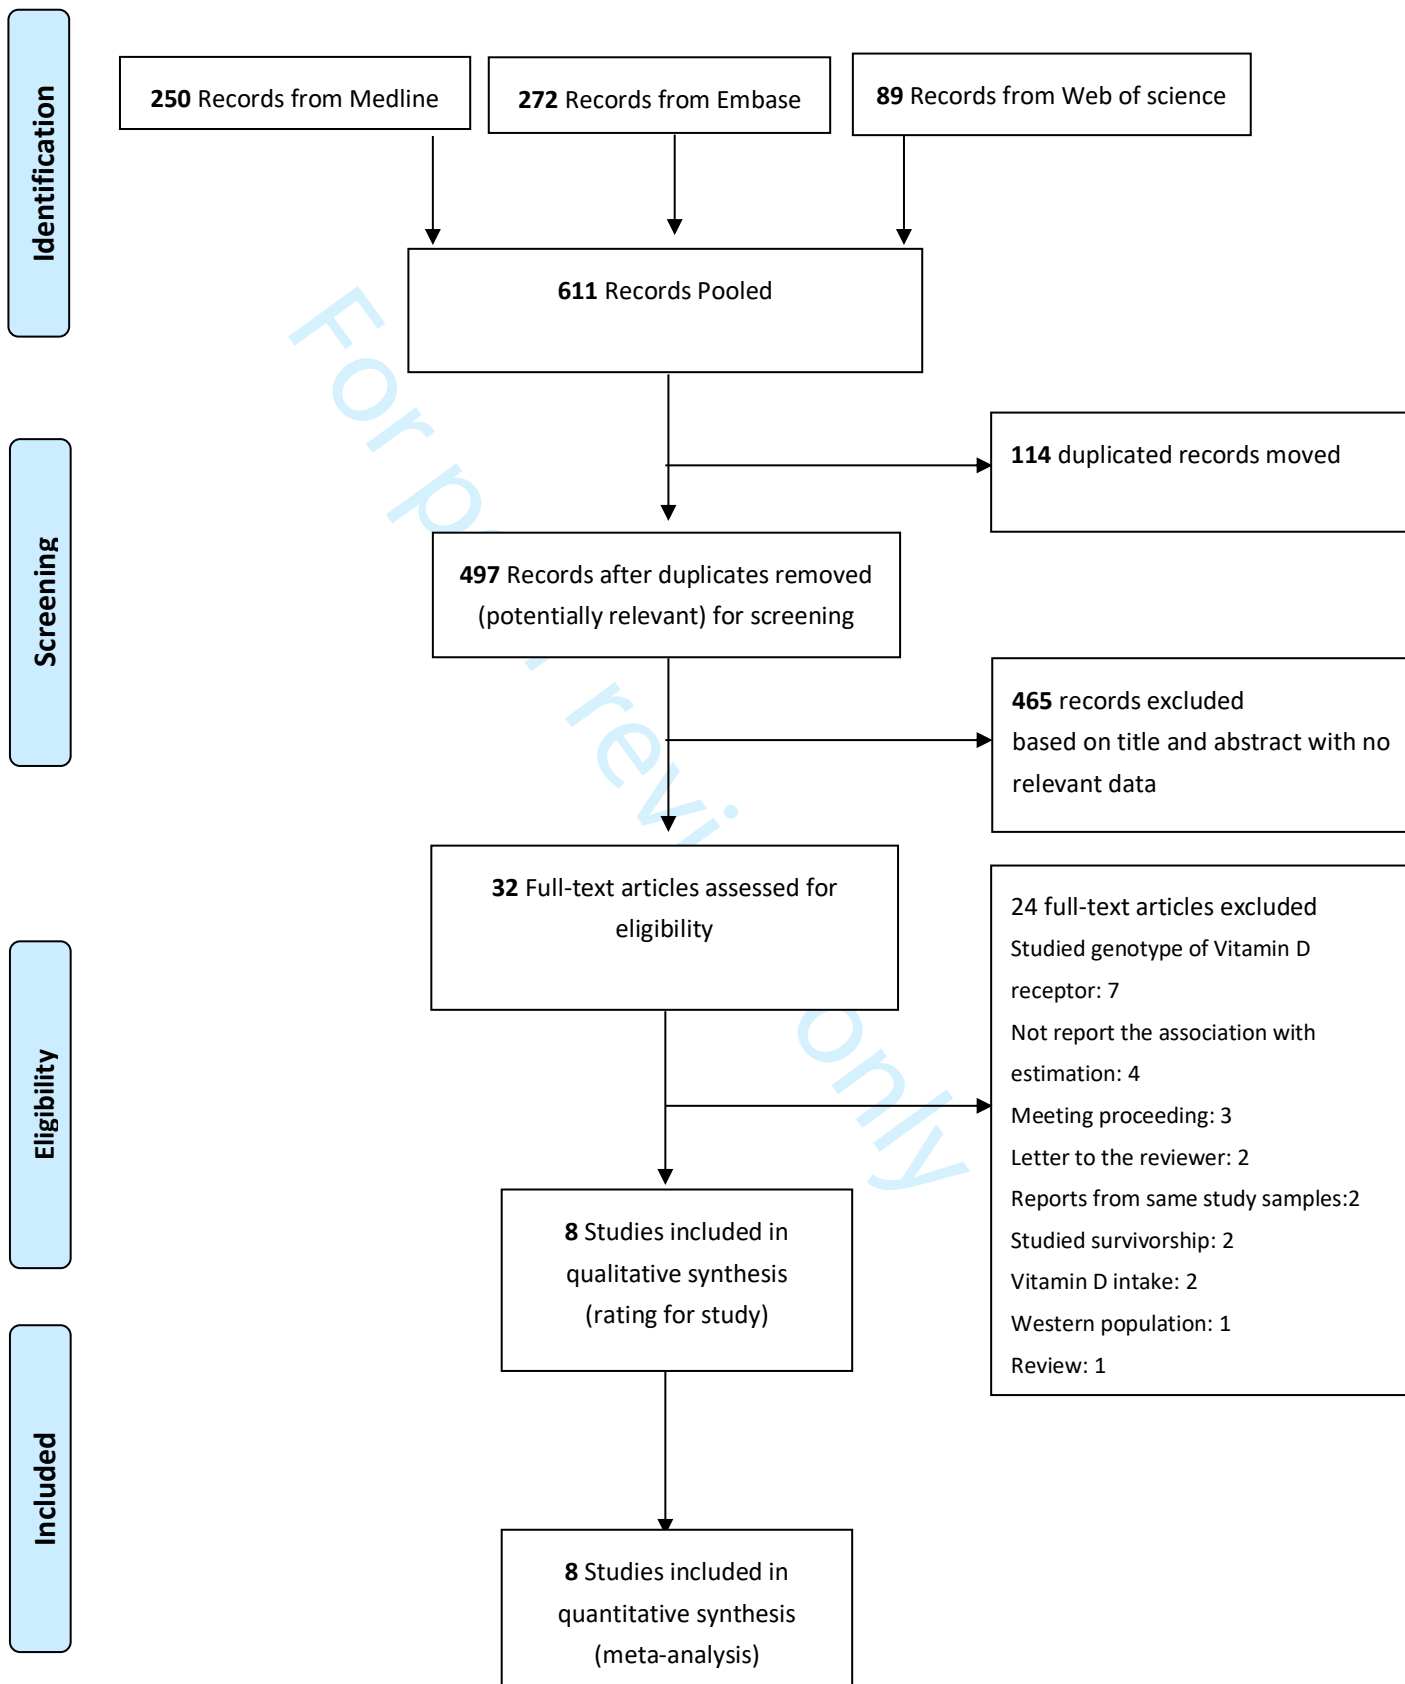 Identification
250 Records from Medline
272 Records from Embase
89 Records from Web of science
611 Records Pooled
Screening
114 duplicated records moved
497 Records after duplicates removed
(potentially relevant) for screening
465 records excluded
based on title and abstract with no
relevant data
Eligibility
32 Full-text articles assessed for
eligibility
24 full-text articles excluded
Studied genotype of Vitamin D
receptor: 7
Not report the association with
estimation: 4
Meeting proceeding: 3
Letter to the reviewer: 2
Reports from same study samples:2
Studied survivorship: 2
Vitamin D intake: 2
Western population: 1
Review: 1
8 Studies included in
qualitative synthesis
(rating for study)
Included
8 Studies included in
quantitative synthesis
(meta-analysis)
For p review only